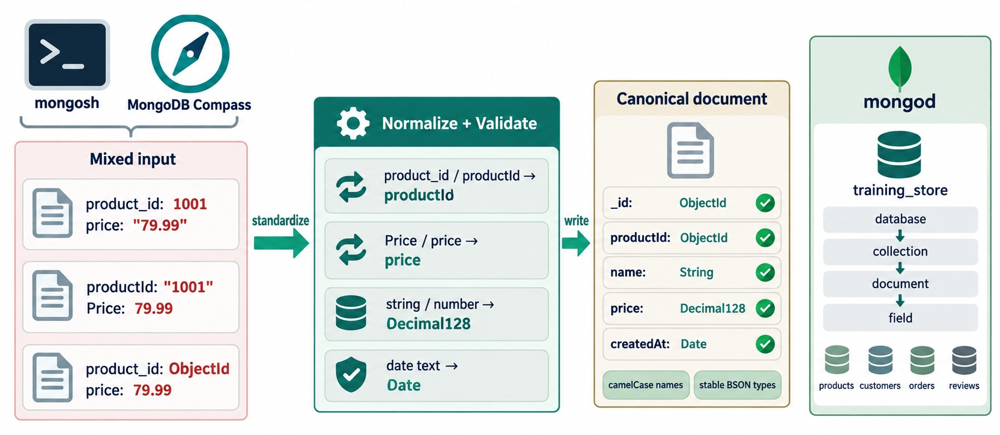 mongosh
MongoDB Compass
Mixed input
product_id: 1001
price: "79.99"
productId: "1001"
Price: 79.99
product_id: ObjectId
price: 79.99
standardize
Normalize + Validate
product_id / productId →
productId
Price / price →
price
string / number →
Decimal128
date text →
Date
write
Canonical document
_id: ObjectId
productId: ObjectId
name: String
price: Decimal128
createdAt: Date
camelCase names
stable BSON types
mongod
training_store
database
collection
document
field
products
customers
orders
reviews